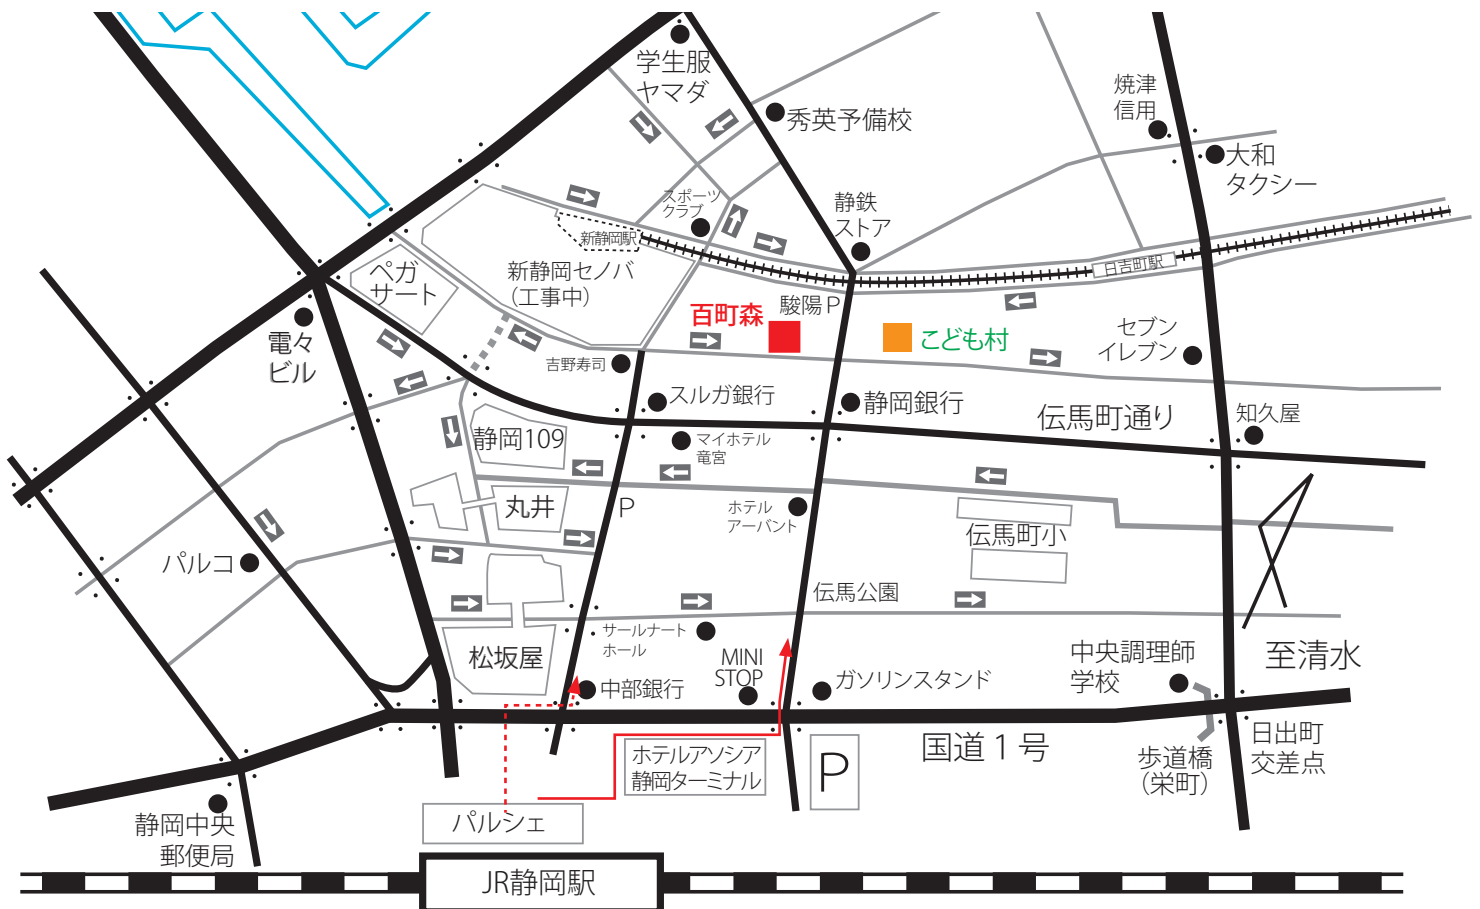 学生服
ヤマダ
秀英予備校
焼津
信用
大和
タクシー
スポーツ
クラブ
静鉄
ストア
新静岡駅
日吉町駅
ペガ
サート
新静岡セノバ
(工事中)
百町森
駿陽P
こども村
セブン
イレブン
電々
ビル
吉野寿司
スルガ銀行
静岡銀行
伝馬町通り
知久屋
静岡109
マイホテル
竜宮
丸井
P
ホテル
アーバント
伝馬町小
パルコ
伝馬公園
サールナート
ホール
松坂屋
MINI
STOP
中部銀行
ガソリンスタンド
中央調理師
学校
至清水
国道1号
ホテルアソシア
静岡ターミナル
P
歩道橋
(栄町)
日出町
交差点
静岡中央
郵便局
パルシェ
JR静岡駅